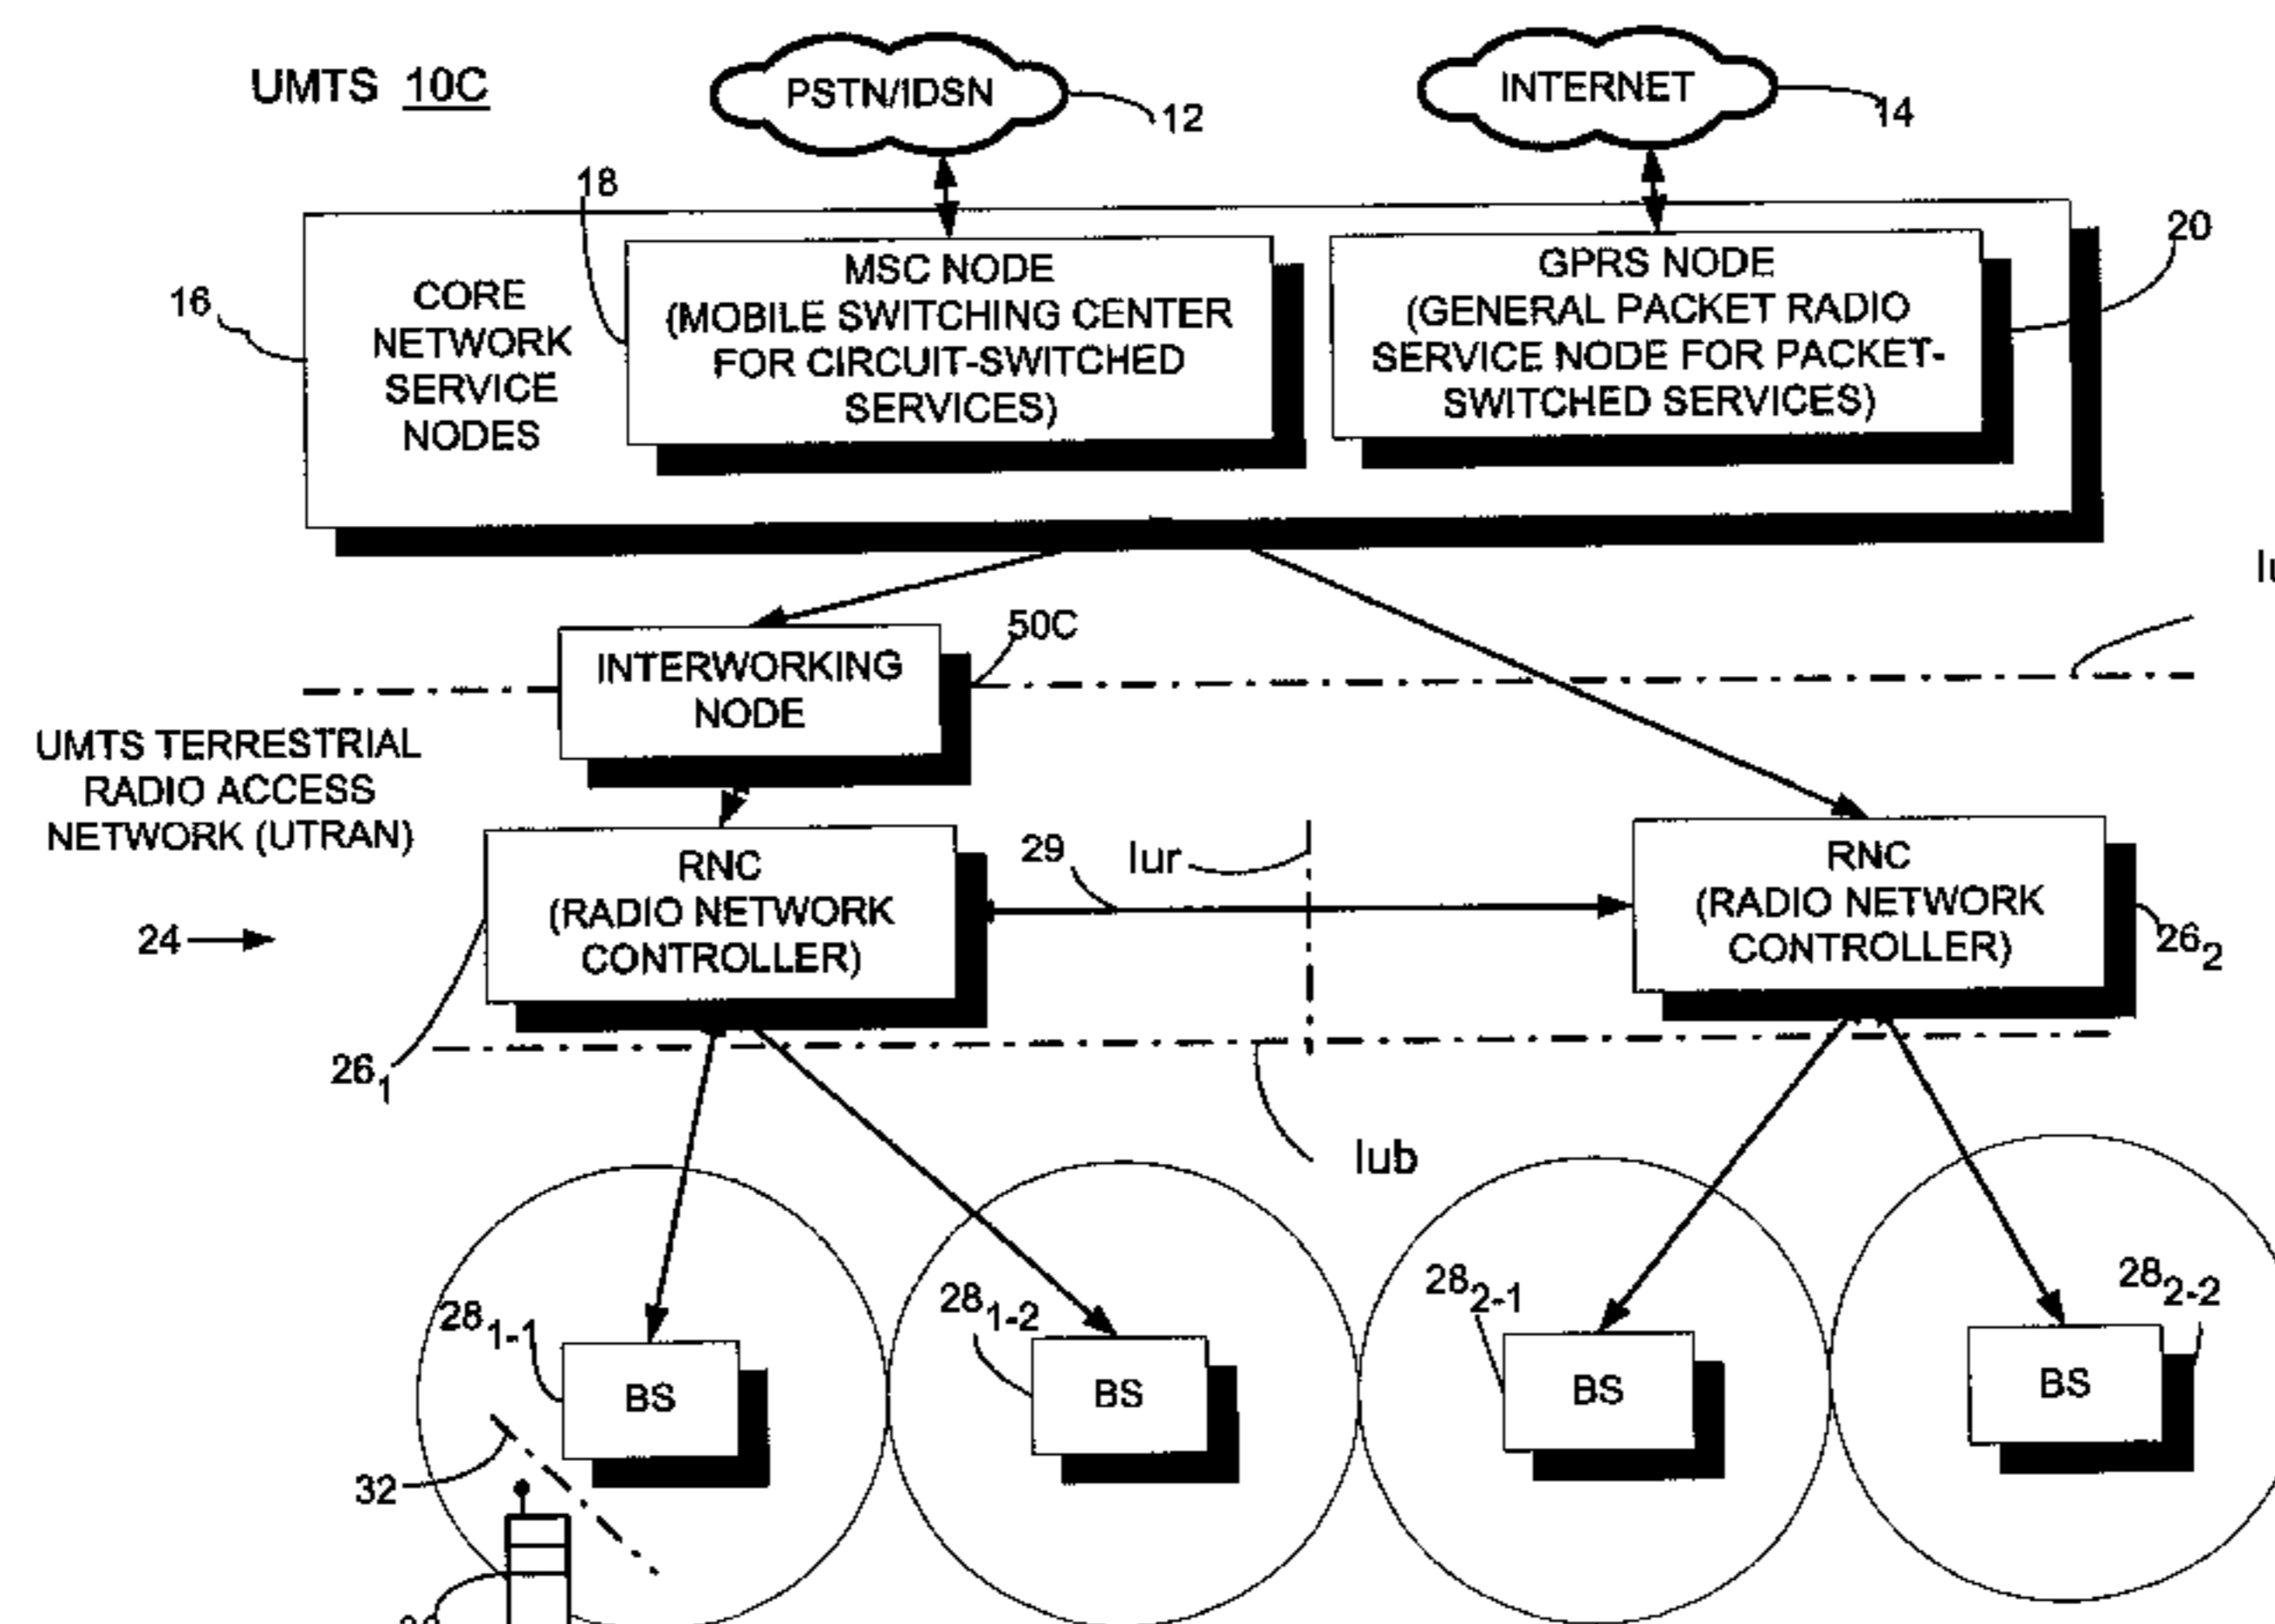 UMTS 10C
PSTN/IDSN
12
INTERNET
14
18
16
CORE
NETWORK
SERVICE
NODES
MSC NODE
(MOBILE SWITCHING CENTER
FOR CIRCUIT-SWITCHED
SERVICES)
GPRS NODE
(GENERAL PACKET RADIO
SERVICE NODE FOR PACKET-
SWITCHED SERVICES)
20
50C
INTERWORKING
NODE
UMTS TERRESTRIAL
RADIO ACCESS
NETWORK (UTRAN)
24
RNC
(RADIO NETWORK
CONTROLLER)
29
Iur
RNC
(RADIO NETWORK
CONTROLLER)
26₂
26₁
Iub
28₁₋₁
BS
28₁₋₂
BS
28₂₋₁
BS
28₂₋₂
BS
32